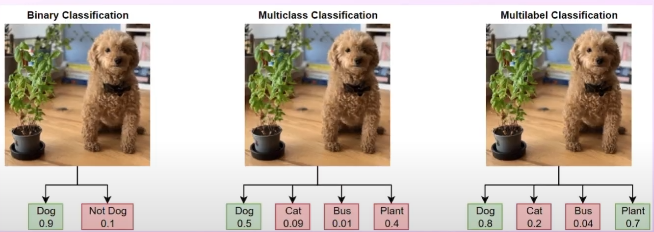 Binary Classification
Multiclass Classification
Multilabel Classification
Dog
0.9
Not Dog
0.1
Dog
0.5
Cat
0.09
Bus
0.01
Plant
0.4
Dog
0.8
Cat
0.2
Bus
0.04
Plant
0.7